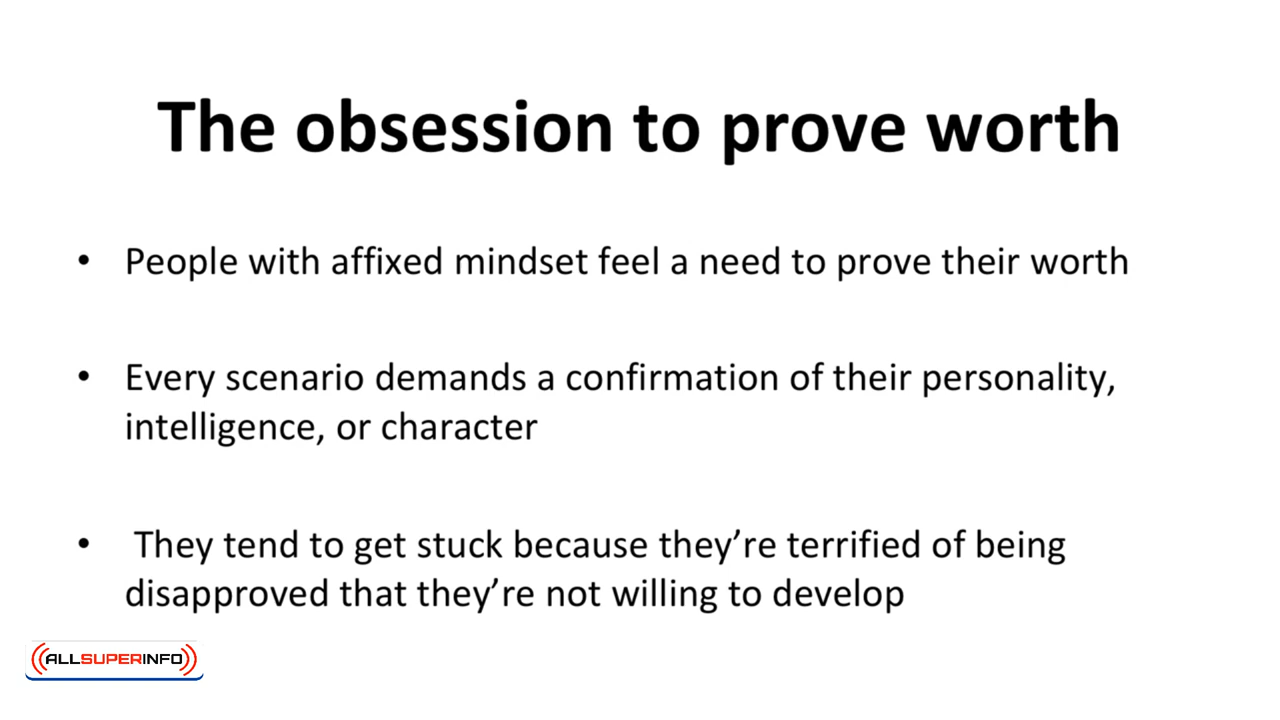 The obsession to prove worth
• People with affixed mindset feel a need to prove their worth
• Every scenario demands a confirmation of their personality,
intelligence, or character
• They tend to get stuck because they're terrified of being
disapproved that they're not willing to develop
ALLSUPERINFO